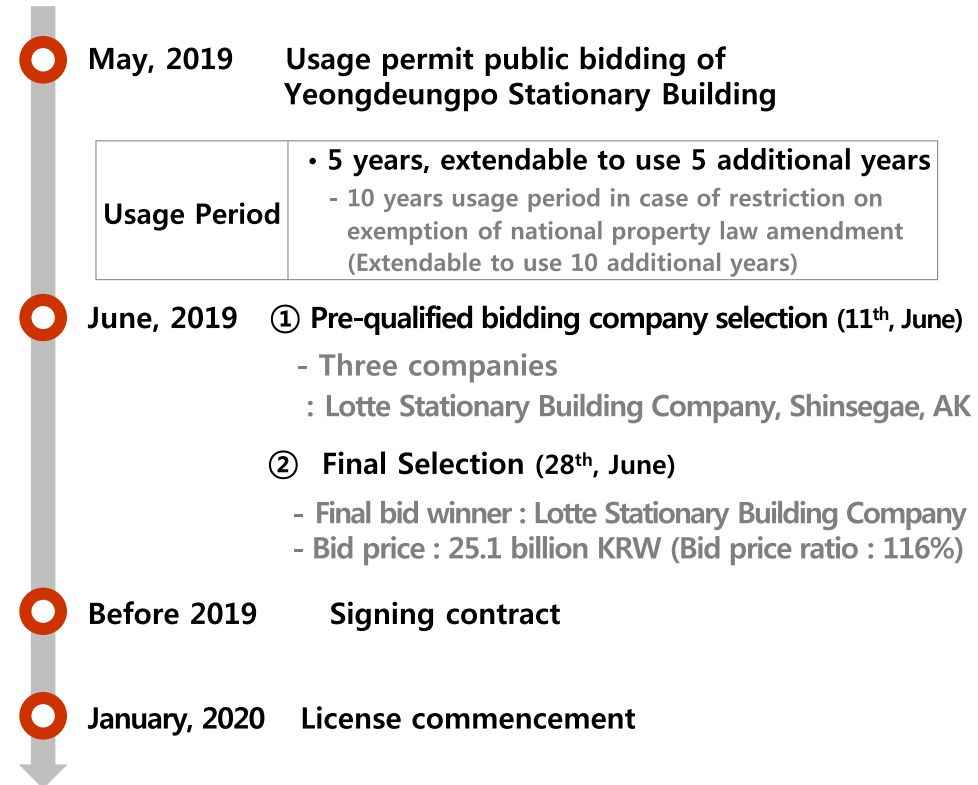 May, 2019 Usage permit public bidding of
Yeongdeungpo Stationary Building
Usage Period
• 5 years, extendable to use 5 additional years
- 10 years usage period in case of restriction on
exemption of national property law amendment
(Extendable to use 10 additional years)
June, 2019 ① Pre-qualified bidding company selection (11th, June)
- Three companies
: Lotte Stationary Building Company, Shinsegae, AK
② Final Selection (28th, June)
- Final bid winner : Lotte Stationary Building Company
- Bid price : 25.1 billion KRW (Bid price ratio : 116%)
Before 2019 Signing contract
January, 2020 License commencement